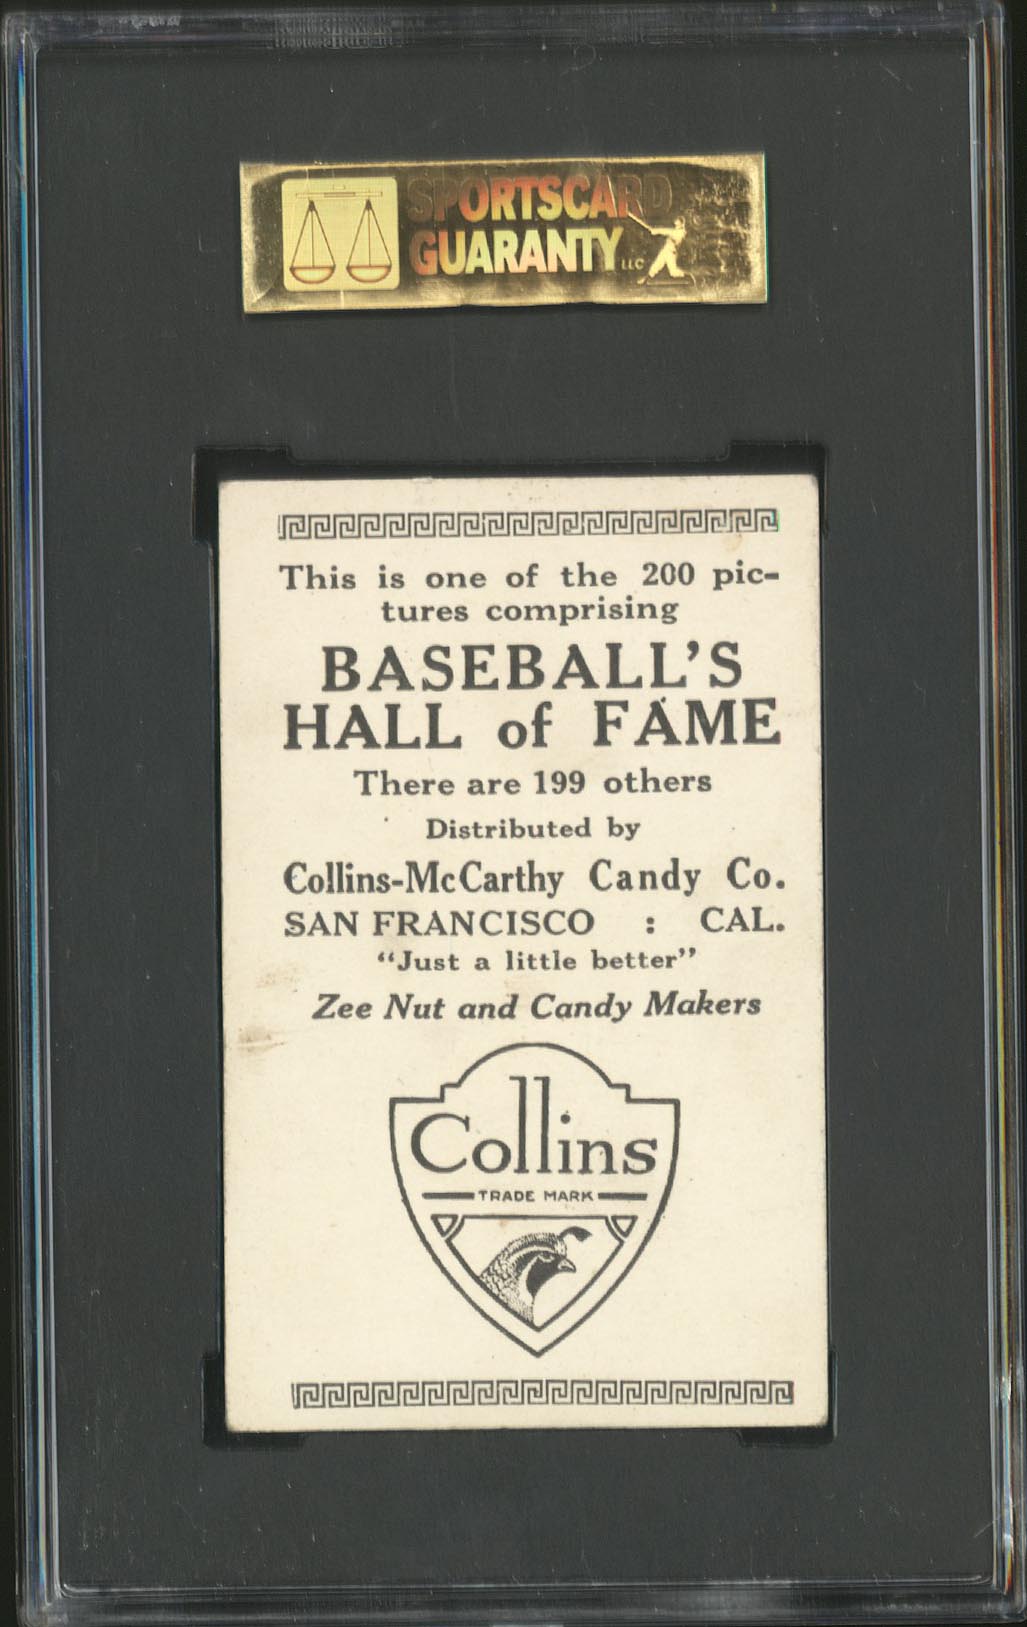 SPORTSCARD
GUARANTY LLC
This is one of the 200 pic-
tures comprising
BASEBALL'S
HALL of FAME
There are 199 others
Distributed by
Collins-McCarthy Candy Co.
SAN FRANCISCO : CAL.
“Just a little better”
Zee Nut and Candy Makers
Collins
TRADE MARK